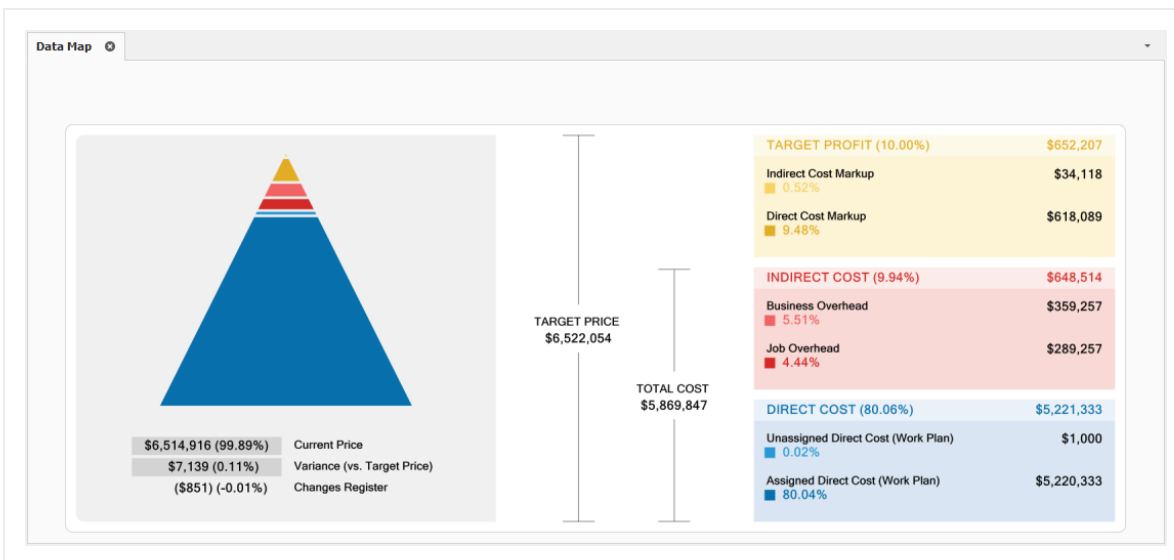 Data Map
TARGET PROFIT (10.00%) $652,207
Indirect Cost Markup $34,118
0.52%
Direct Cost Markup $618,089
9.48%
INDIRECT COST (9.94%) $648,514
Business Overhead $359,257
5.51%
TARGET PRICE
$6,522,054
Job Overhead $289,257
4.44%
TOTAL COST
$5,869,847
DIRECT COST (80.06%) $5,221,333
Unassigned Direct Cost (Work Plan) $1,000
0.02%
Assigned Direct Cost (Work Plan) $5,220,333
80.04%
$6,514,916 (99.89%) Current Price
$7,139 (0.11%) Variance (vs. Target Price)
($851) (-0.01%) Changes Register